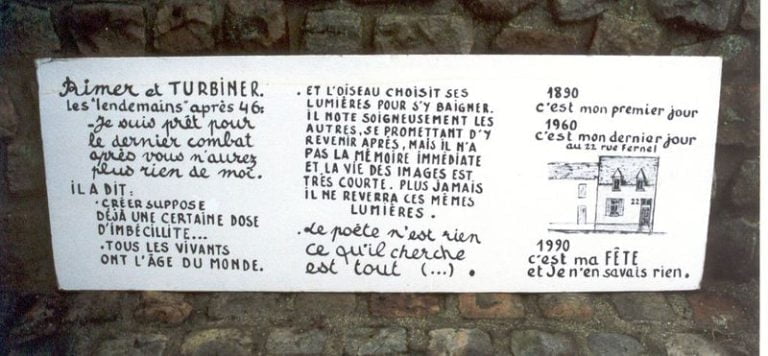 Rimer et TURBINER.
les "lendemains" après 46:
-Je suis prêt pour
le dernier combat
après vous n'aurez
plus rien de moi.
IL A DIT:
• CRÉER SUPPOSE
DÉJÀ UNE CERTAINE DOSE
D'IMBÉCILLITE...
• TOUS LES VIVANTS
ONT L'ÂGE DU MONDE.
. ET L'OISEAU CHOISIT SES
LUMIÈRES POUR S'Y BAIGNER.
IL NOTE SOIGNEUSEMENT LES
AUTRES, SE PROMETTANT D'Y
REVENIR APRÈS, MAIS IL N'A
PAS LA MÉMOIRE IMMÉDIATE
ET LA VIE DES IMAGES EST
TRÈS COURTE. PLUS JAMAIS
IL NE REVERRA CES MÊMES
LUMIÈRES.
. Le poète n'est rien
ce qu'il cherche
est tout (...).
1890
c'est mon premier jour
1960
c'est mon dernier jour
au 22 rue Fernel
22
1990
c'est ma FÊTE
et Je n'en savais rien.